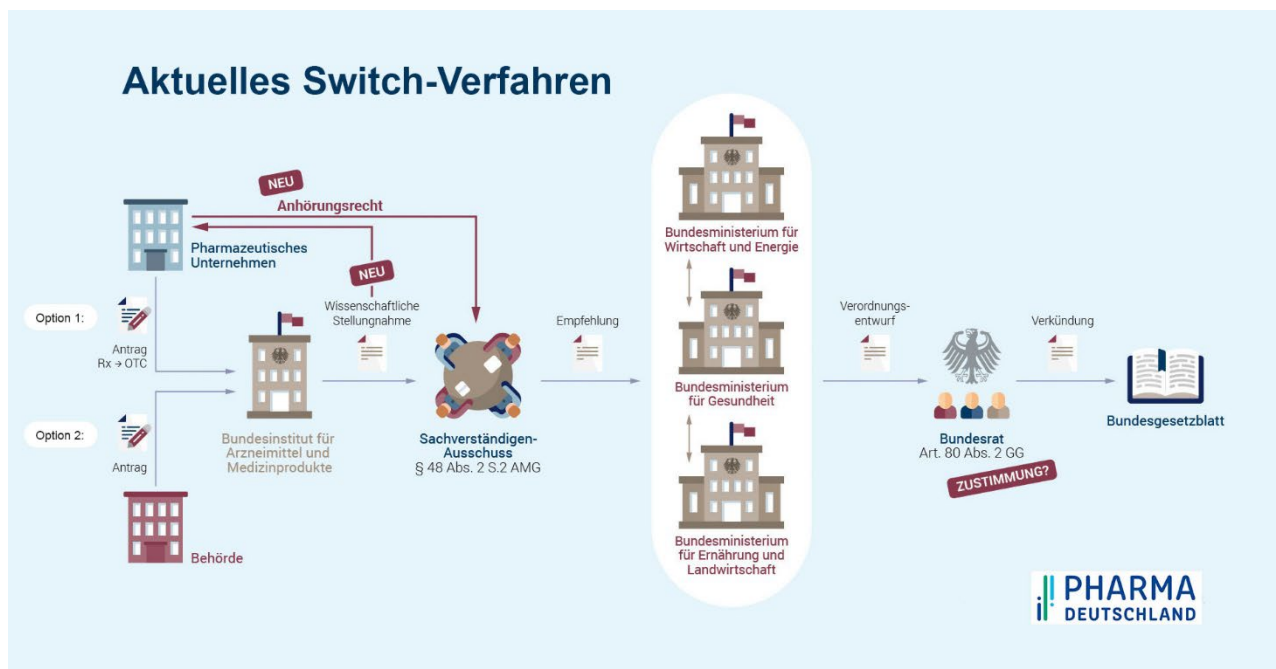 Aktuelles Switch-Verfahren
NEU
Anhörungsrecht
Pharmazeutisches
Unternehmen
NEU
Option 1:
Antrag
Rx → OTC
Wissenschaftliche
Stellungnahme
Empfehlung
Option 2:
Antrag
Bundesinstitut für
Arzneimittel und
Medizinprodukte
Sachverständigen-
Ausschuss
§ 48 Abs. 2 S.2 AMG
Behörde
Bundesministerium für
Wirtschaft und Energie
Bundesministerium
für Gesundheit
Bundesministerium
für Ernährung und
Landwirtschaft
Verordnungs-
entwurf
Verkündung
Bundesrat
Art. 80 Abs. 2 GG
ZUSTIMMUNG?
Bundesgesetzblatt
PHARMA
DEUTSCHLAND